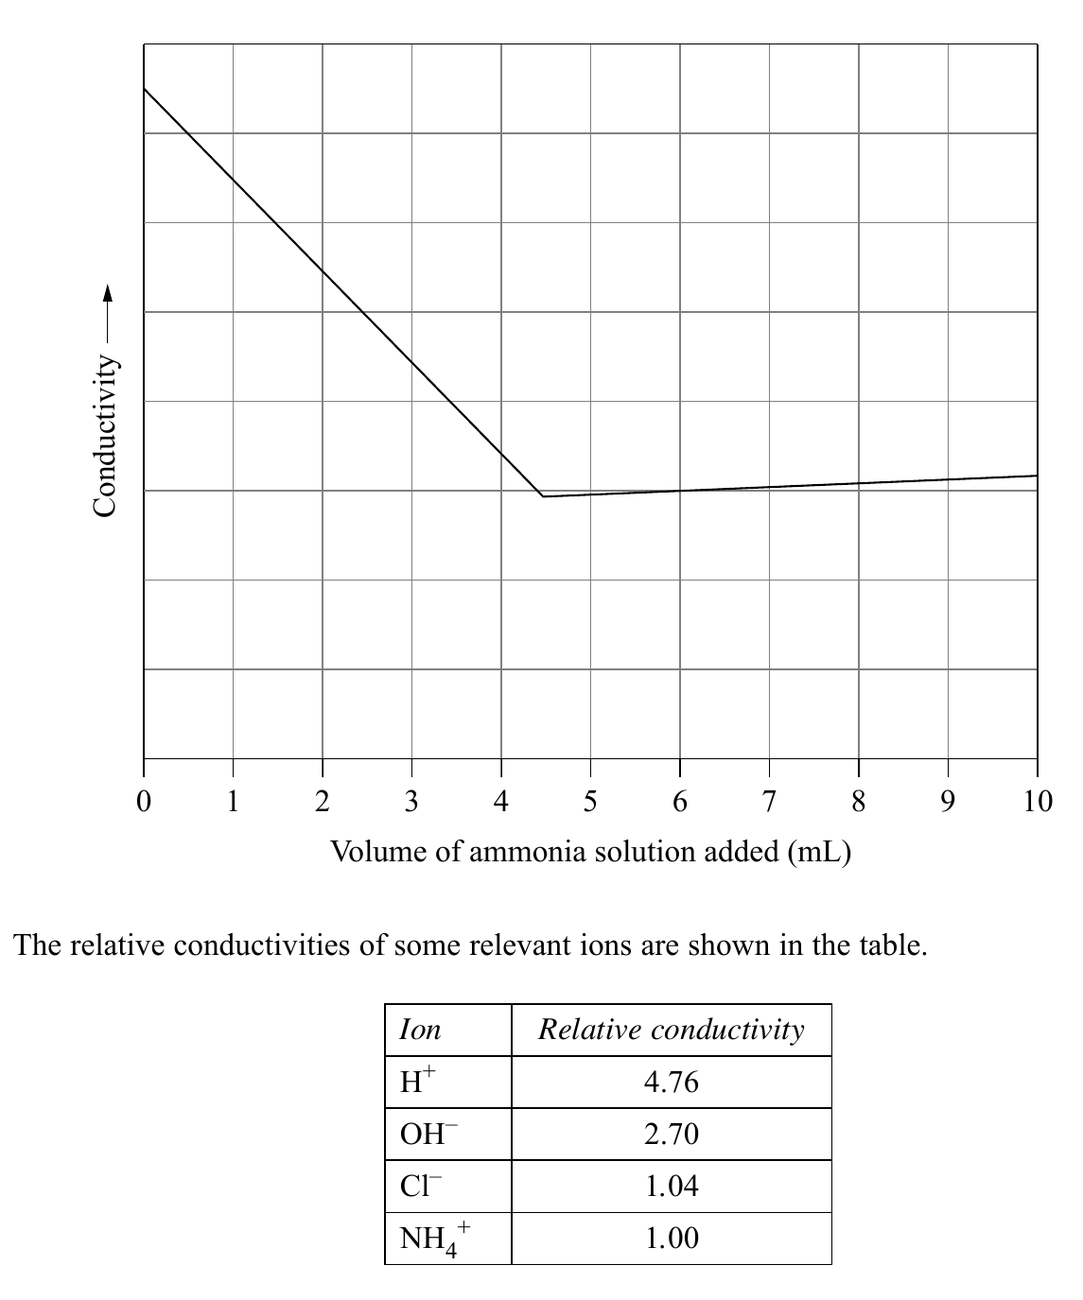 Conductivity
0 1 2 3 4 5 6 7 8 9 10
Volume of ammonia solution added (mL)
The relative conductivities of some relevant ions are shown in the table.
Ion Relative conductivity
H⁺ 4.76
OH⁻ 2.70
Cl⁻ 1.04
NH₄⁺ 1.00